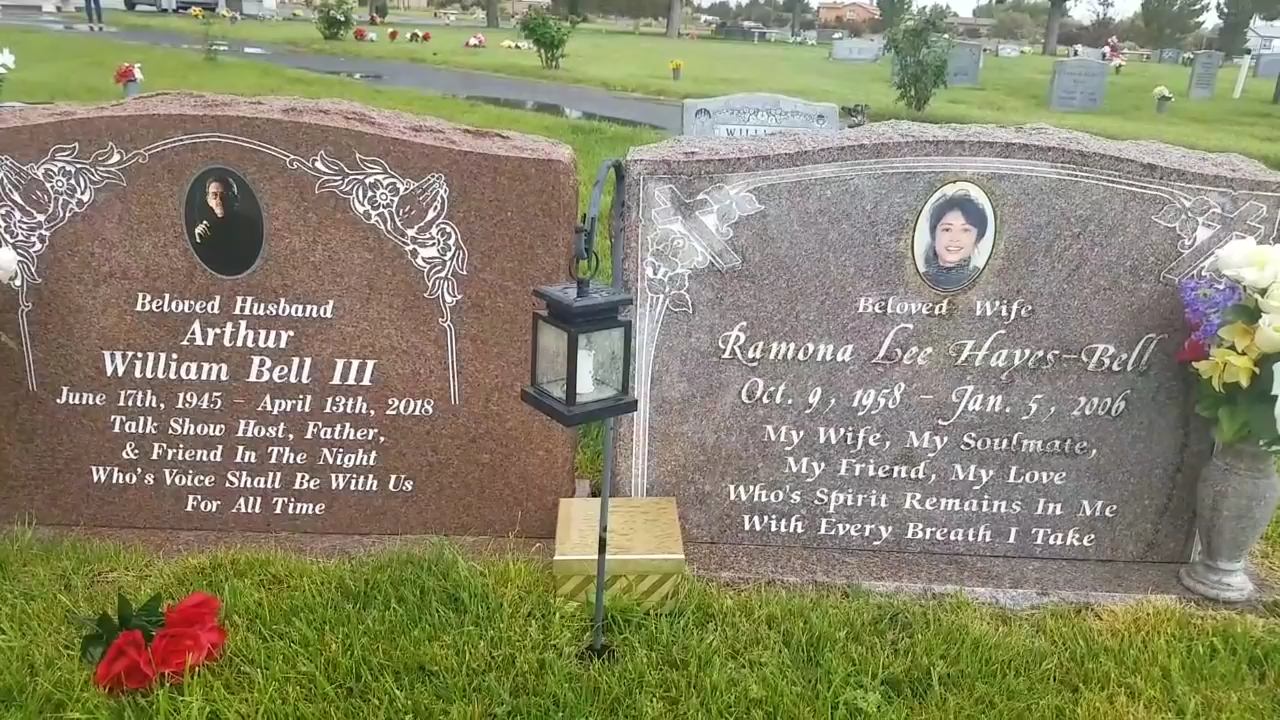 WILLI
Beloved Husband
Arthur
William Bell III
June 17th, 1945 - April 13th, 2018
Talk Show Host, Father,
& Friend In The Night
Who's Voice Shall Be With Us
For All Time
Beloved Wife
Ramona Lee Hayes-Bell
Oct. 9, 1958 - Jan. 5, 2006
My Wife, My Soulmate,
My Friend, My Love
Who's Spirit Remains In Me
With Every Breath I Take